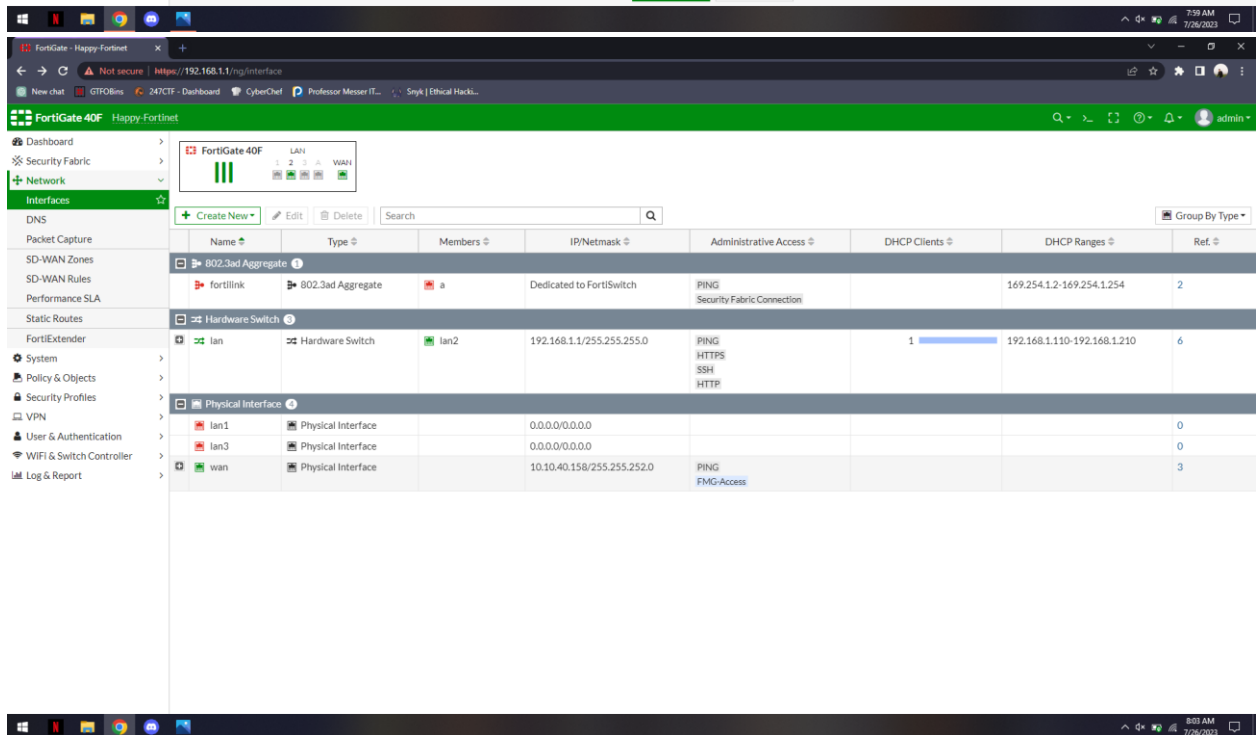 7:59 AM
7/26/2023
FortiGate - Happy-Fortinet
Not secure | https://192.168.1.1/ng/interface
New chat GTFOBins 247CTF - Dashboard CyberChef Professor Messer IT... Snyk | Ethical Hacki...
FortiGate 40F Happy-Fortinet admin
Dashboard
Security Fabric
Network
Interfaces
DNS
Packet Capture
SD-WAN Zones
SD-WAN Rules
Performance SLA
Static Routes
FortiExtender
System
Policy & Objects
Security Profiles
VPN
User & Authentication
WiFi & Switch Controller
Log & Report
FortiGate 40F LAN
1 2 3 A WAN
+ Create New Edit Delete Search Group By Type
Name Type Members IP/Netmask Administrative Access DHCP Clients DHCP Ranges Ref.
802.3ad Aggregate 1
fortilink 802.3ad Aggregate a Dedicated to FortiSwitch PING 169.254.1.2-169.254.1.254 2
Security Fabric Connection
Hardware Switch 3
lan Hardware Switch lan2 192.168.1.1/255.255.255.0 PING 1 192.168.1.110-192.168.1.210 6
HTTPS
SSH
HTTP
Physical Interface 4
lan1 Physical Interface 0.0.0.0/0.0.0.0 0
lan3 Physical Interface 0.0.0.0/0.0.0.0 0
wan Physical Interface 10.10.40.158/255.255.252.0 PING 3
FMG-Access
8:03 AM
7/26/2023